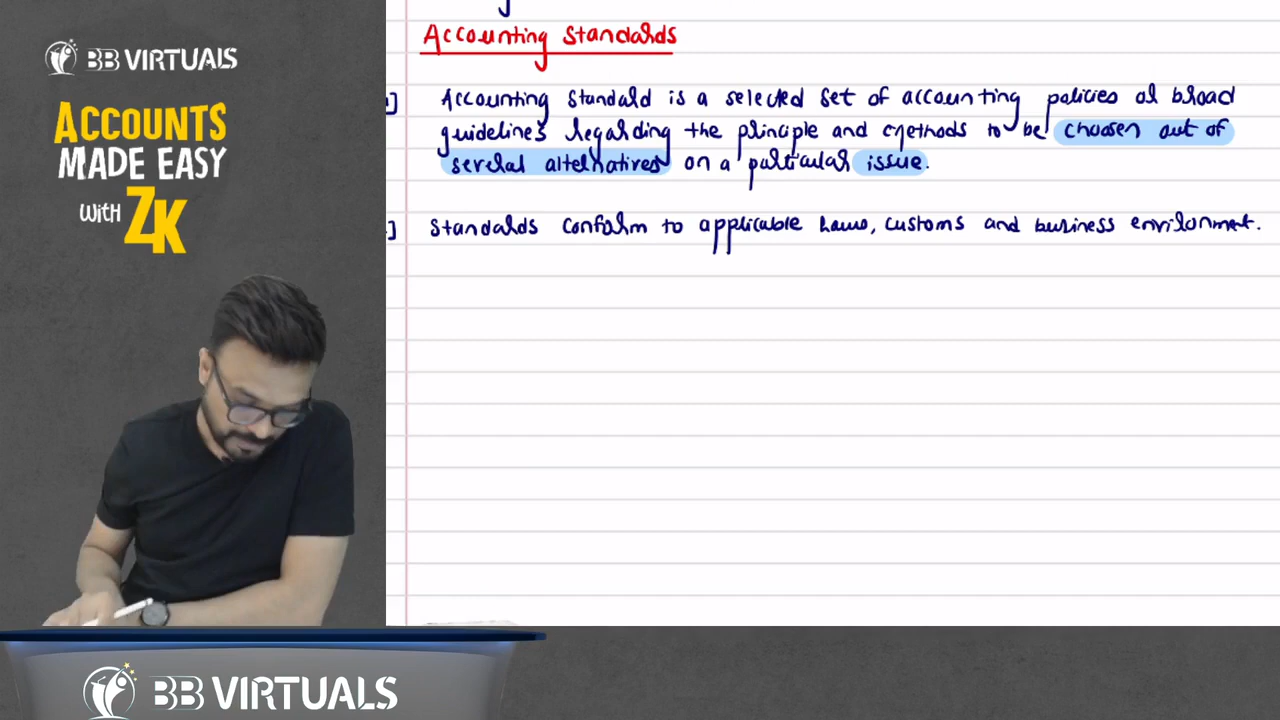 BB VIRTUALS
ACCOUNTS
MADE EASY
WITH ZK
Accounting Standards
Accounting Standard is a selected set of accounting policies or broad
guidelines regarding the principle and methods to be choosen out of
several alternatives on a particular issue.
Standards conform to applicable laws, customs and business environment.
BB VIRTUALS